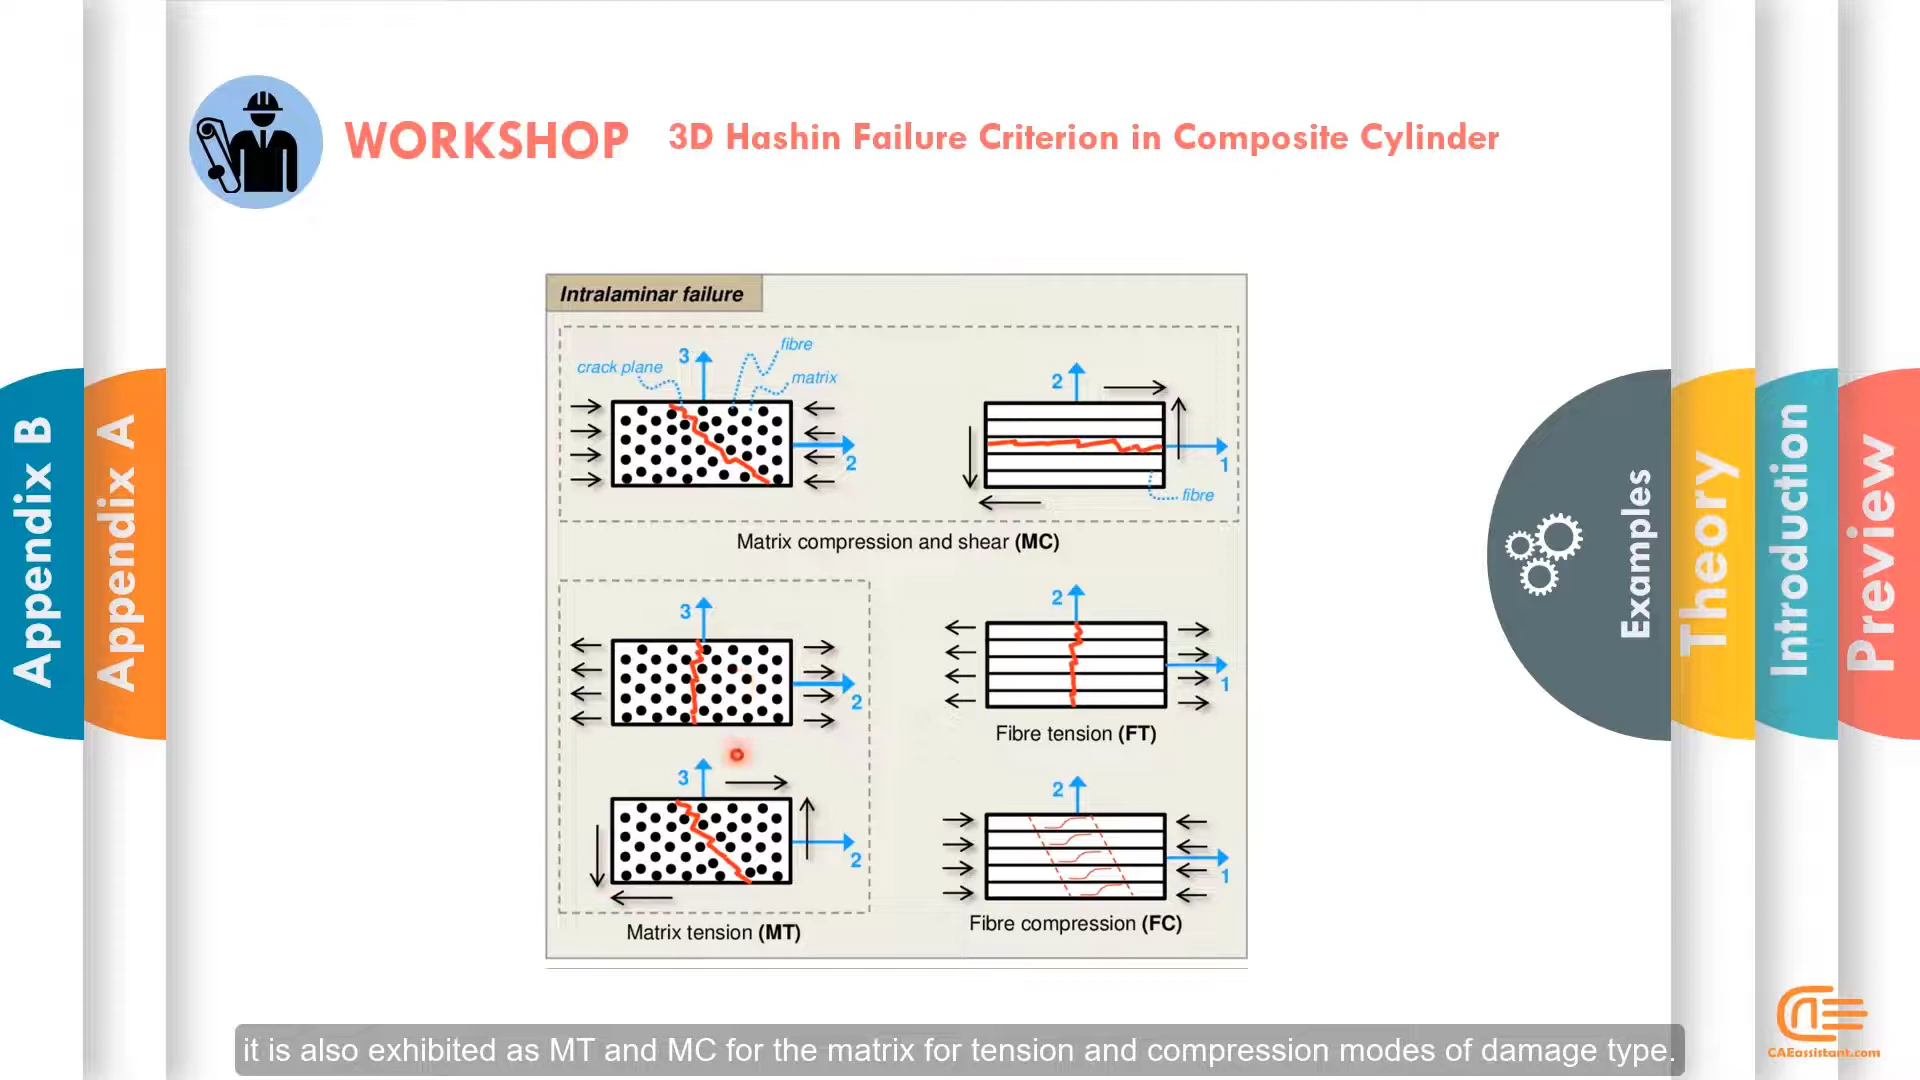 WORKSHOP 3D Hashin Failure Criterion in Composite Cylinder
Appendix B
Appendix A
Intralaminar failure
crack plane
3
fibre
matrix
2
2
1
fibre
Matrix compression and shear (MC)
3
2
3
2
Matrix tension (MT)
2
1
Fibre tension (FT)
2
1
Fibre compression (FC)
Examples
Theory
Introduction
Preview
CAEassistant.com
it is also exhibited as MT and MC for the matrix for tension and compression modes of damage type.